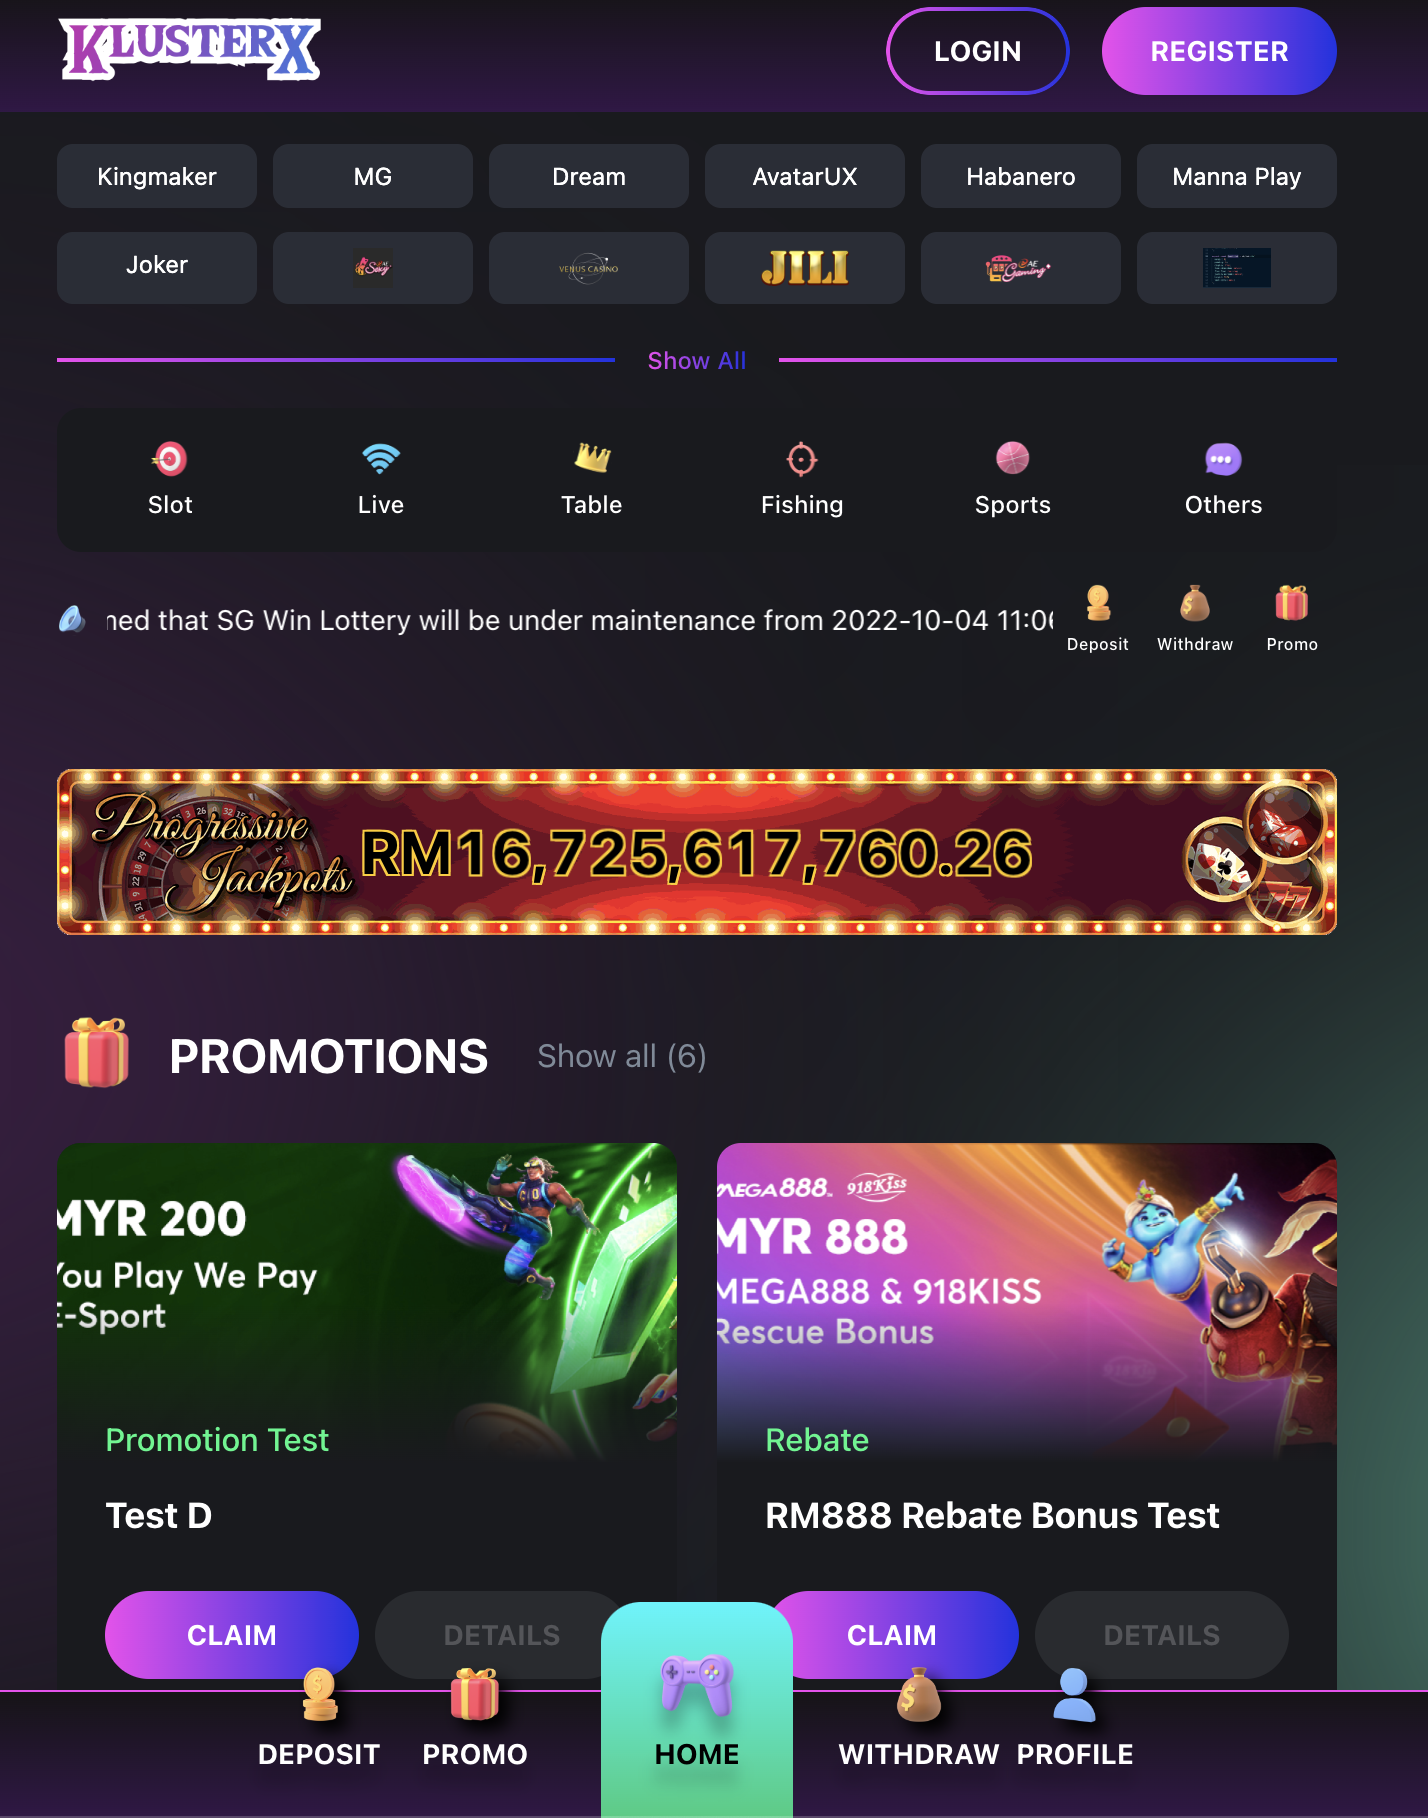 KLUSTERX
LOGIN
REGISTER
Kingmaker
MG
Dream
AvatarUX
Habanero
Manna Play
Joker
AE Sexy
VENUS CASINO
JILI
AE Gaming
Show All
Slot
Live
Table
Fishing
Sports
Others
ned that SG Win Lottery will be under maintenance from 2022-10-04 11:06
Deposit
Withdraw
Promo
Progressive
Jackpots
RM16,725,617,760.26
777
PROMOTIONS
Show all (6)
MYR 200
You Play We Pay
E-Sport
Promotion Test
Test D
CLAIM
DETAILS
MEGA888 918Kiss
MYR 888
MEGA888 & 918KISS
Rescue Bonus
Rebate
RM888 Rebate Bonus Test
CLAIM
DETAILS
DEPOSIT
PROMO
HOME
WITHDRAW
PROFILE